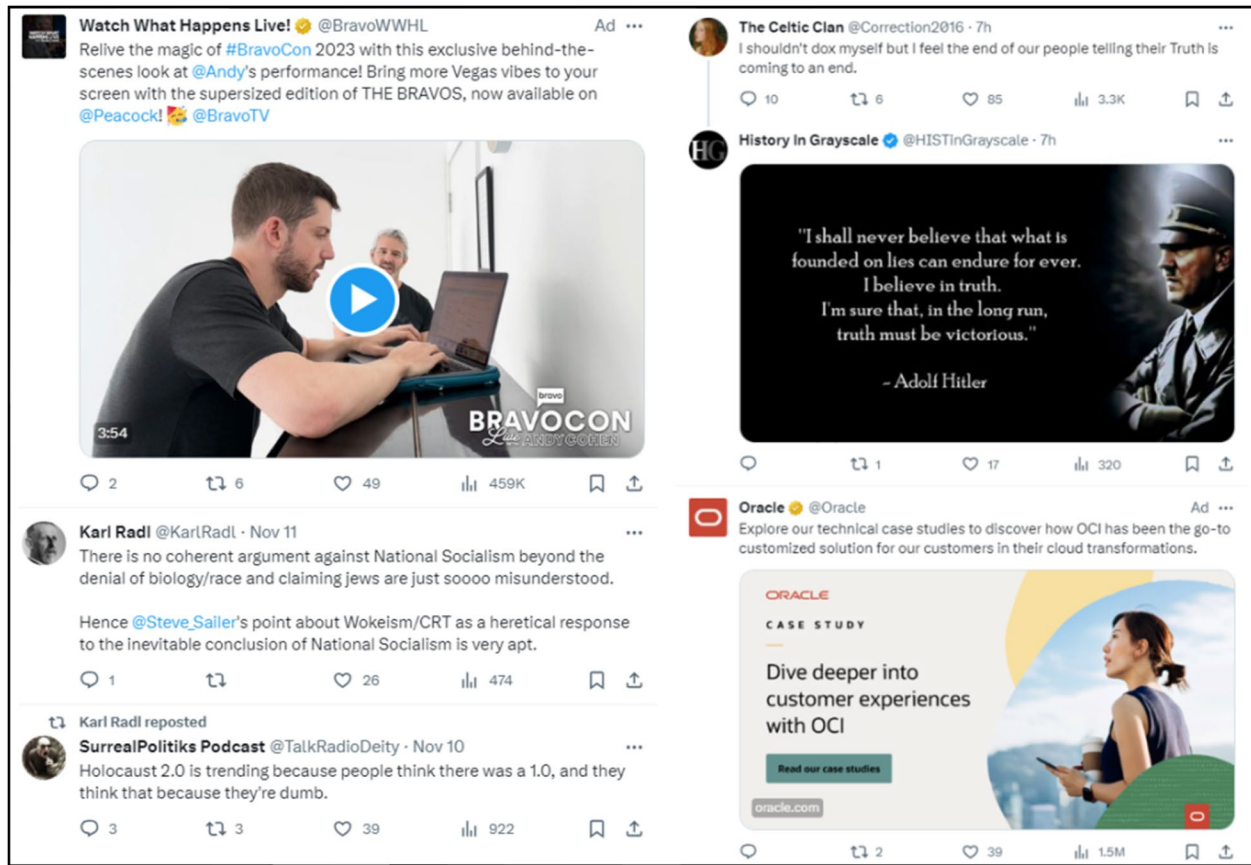 Watch What Happens Live! @BravoWWHL Ad
Relive the magic of #BravoCon 2023 with this exclusive behind-the-
scenes look at @Andy's performance! Bring more Vegas vibes to your
screen with the supersized edition of THE BRAVOS, now available on
@Peacock! 🥳 @BravoTV
bravo
BRAVOCON
Live ANDY COHEN
3:54
2 6 49 459K
Karl Radl @KarlRadl · Nov 11
There is no coherent argument against National Socialism beyond the
denial of biology/race and claiming jews are just soooo misunderstood.
Hence @Steve_Sailer's point about Wokeism/CRT as a heretical response
to the inevitable conclusion of National Socialism is very apt.
1 26 474
Karl Radl reposted
SurrealPolitiks Podcast @TalkRadioDeity · Nov 10
Holocaust 2.0 is trending because people think there was a 1.0, and they
think that because they're dumb.
3 3 39 922
The Celtic Clan @Correction2016 · 7h
I shouldn't dox myself but I feel the end of our people telling their Truth is
coming to an end.
10 6 85 3.3K
HG
History In Grayscale @HISTInGrayscale · 7h
"I shall never believe that what is
founded on lies can endure for ever.
I believe in truth.
I'm sure that, in the long run,
truth must be victorious."
~ Adolf Hitler
1 17 320
Oracle @Oracle Ad
Explore our technical case studies to discover how OCI has been the go-to
customized solution for our customers in their cloud transformations.
ORACLE
CASE STUDY
Dive deeper into
customer experiences
with OCI
Read our case studies
oracle.com
2 39 1.5M